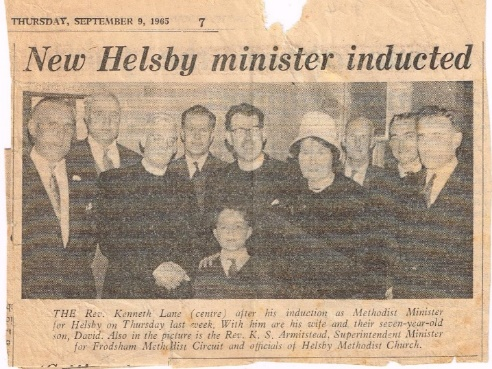 THURSDAY, SEPTEMBER 9, 1965 7
New Helsby minister inducted
THE Rev. Kenneth Lane (centre) after his induction as Methodist Minister
for Helsby on Thursday last week. With him are his wife and their seven-year-old
son, David. Also in the picture is the Rev. K. S. Armitstead, Superintendent Minister
for Frodsham Methodist Circuit and officials of Helsby Methodist Church.